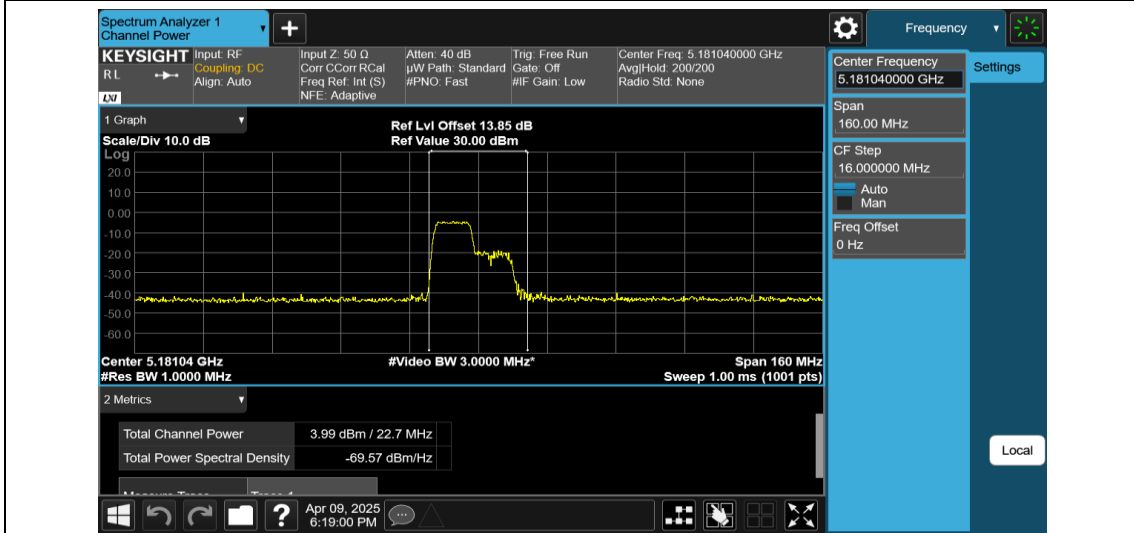 Spectrum Analyzer 1
Channel Power
Frequency
KEYSIGHT
R L
LXI
Input: RF
Coupling: DC
Align: Auto
Input Z: 50 Ω
Corr CCorr RCal
Freq Ref: Int (S)
NFE: Adaptive
Atten: 40 dB
µW Path: Standard
#PNO: Fast
Trig: Free Run
Gate: Off
#IF Gain: Low
Center Freq: 5.181040000 GHz
Avg|Hold: 200/200
Radio Std: None
Center Frequency
5.181040000 GHz
Settings
Span
160.00 MHz
CF Step
16.000000 MHz
Auto
Man
Freq Offset
0 Hz
1 Graph
Scale/Div 10.0 dB
Ref Lvl Offset 13.85 dB
Ref Value 30.00 dBm
Log
20.0
10.0
0.00
-10.0
-20.0
-30.0
-40.0
-50.0
-60.0
Center 5.18104 GHz
#Video BW 3.0000 MHz*
Span 160 MHz
#Res BW 1.0000 MHz
Sweep 1.00 ms (1001 pts)
2 Metrics
Total Channel Power 3.99 dBm / 22.7 MHz
Total Power Spectral Density -69.57 dBm/Hz
Local
?
Apr 09, 2025
6:19:00 PM